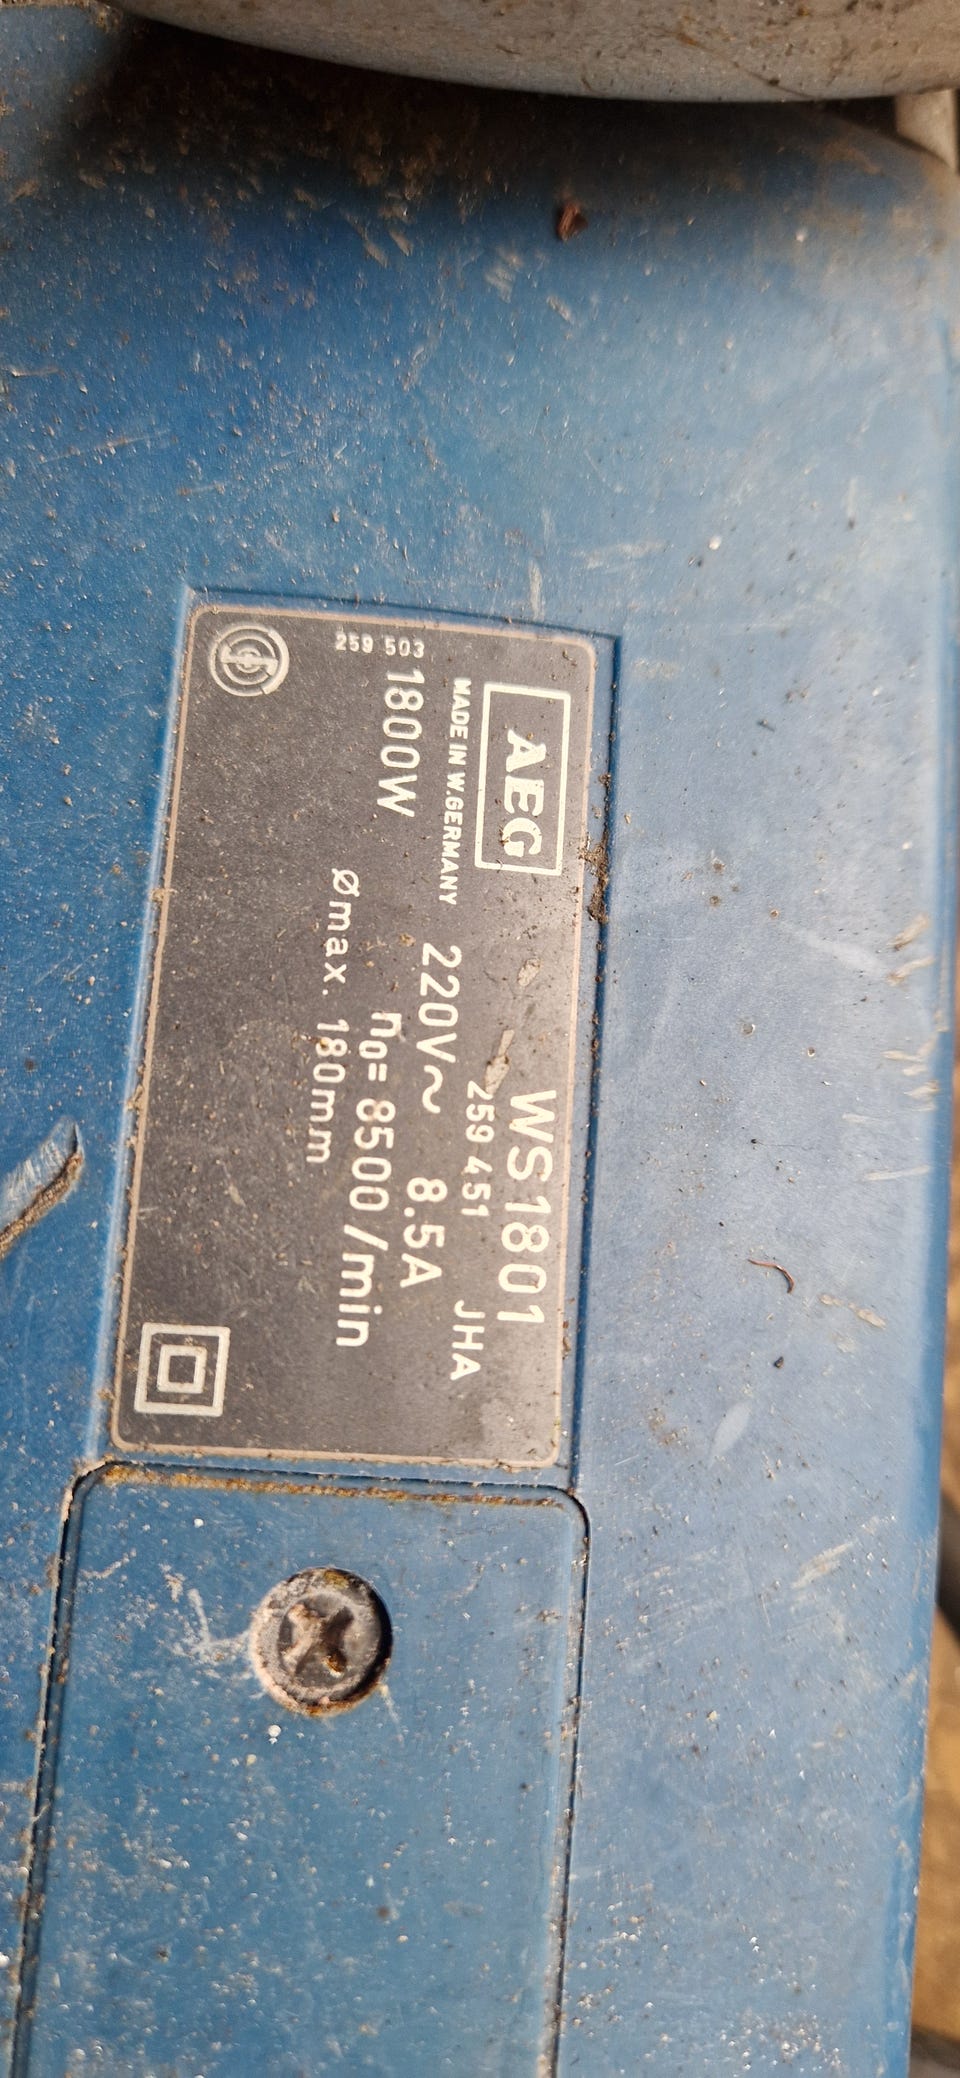 AEG
WS1801
MADE IN W.GERMANY
259 451 JHA
220V~ 8.5A
1800W
n₀= 8500/min
259 503
Ømax. 180mm